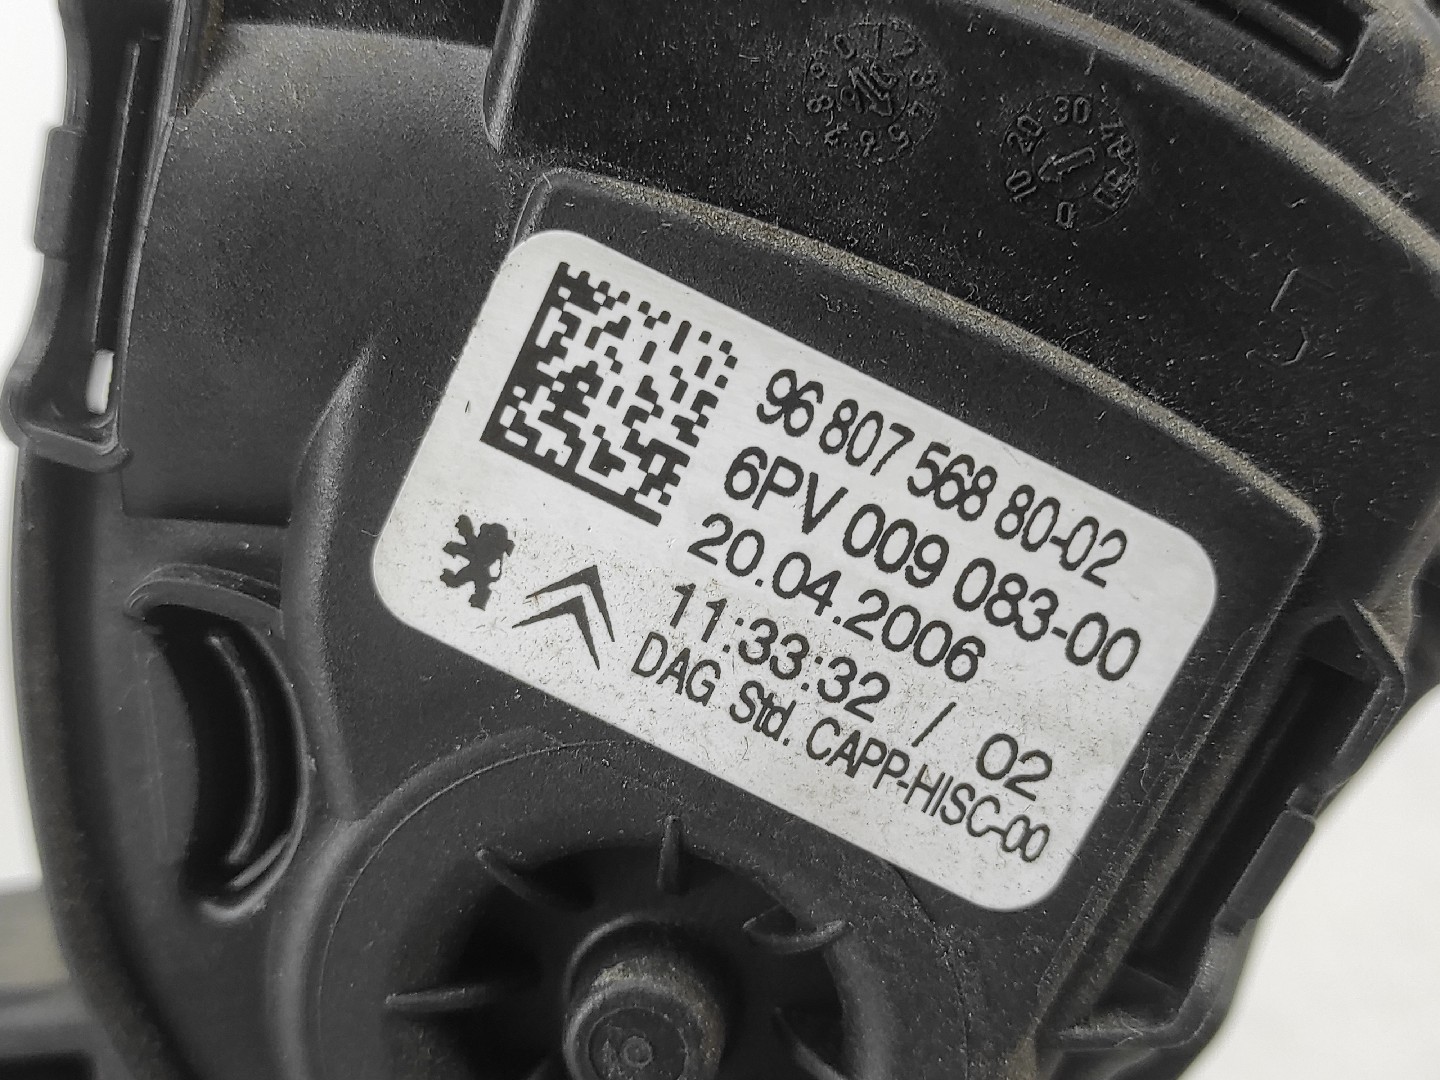 96 807 568 80-02
6PV 009 083-00
20.04.2006
11:33:32 / 02
DAG Std. CAPP-HISC-00